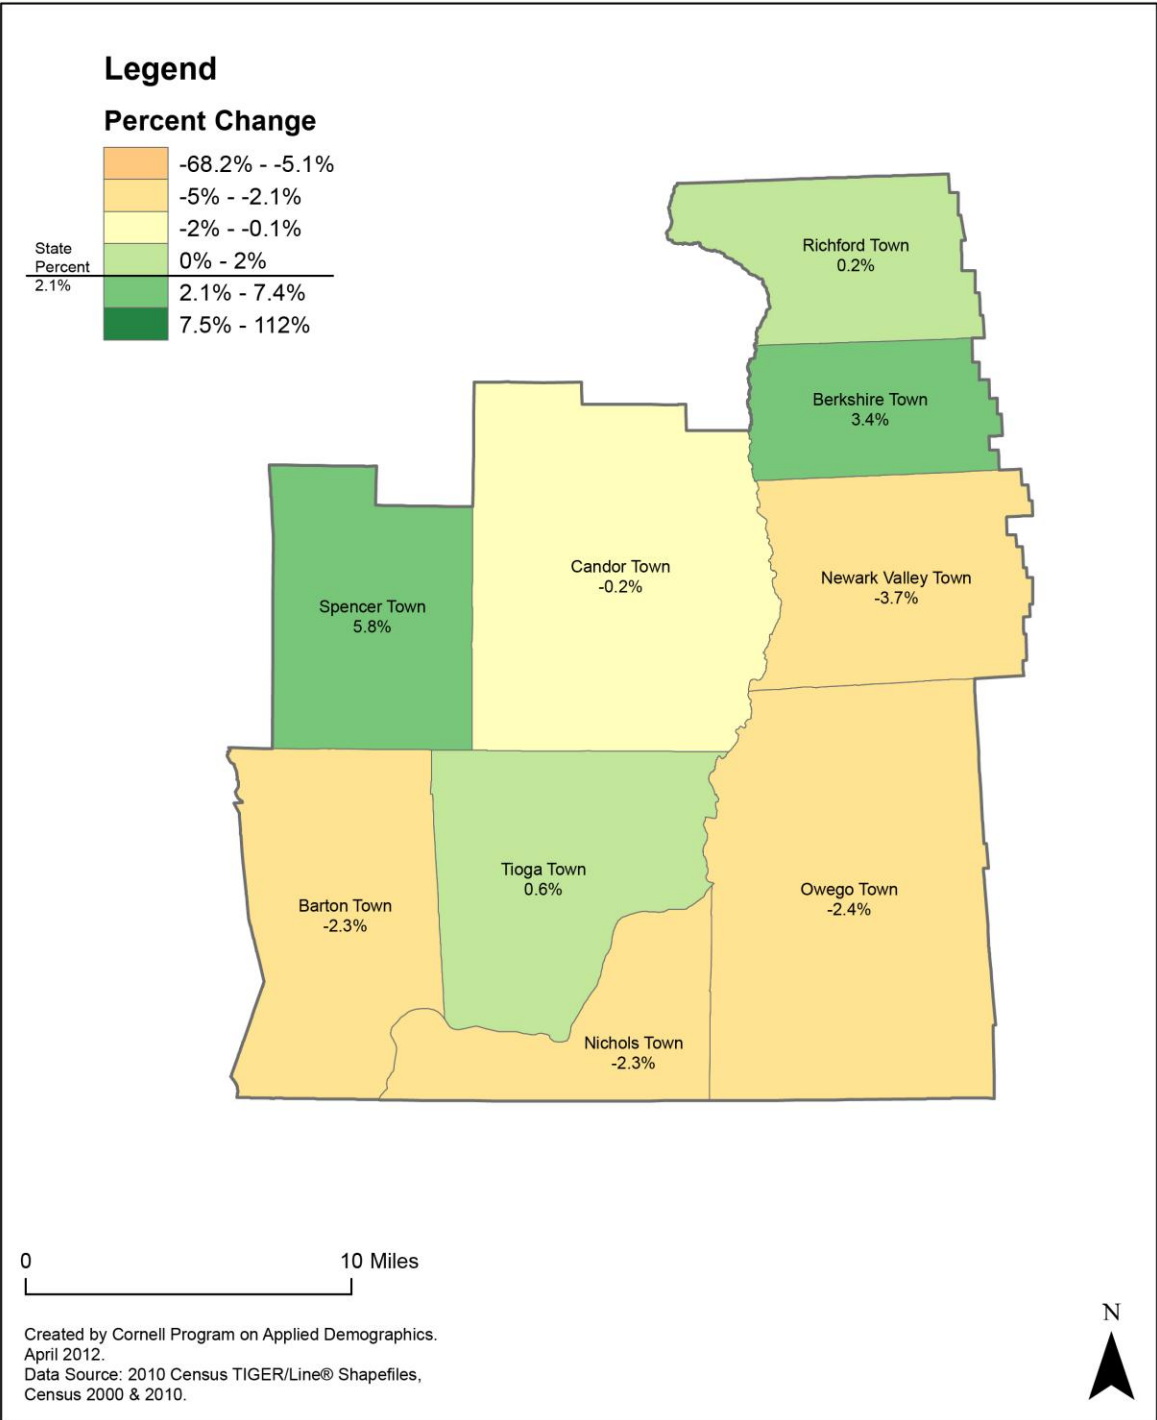 Legend
Percent Change
-68.2% - -5.1%
-5% - -2.1%
-2% - -0.1%
0% - 2%
2.1% - 7.4%
7.5% - 112%
State
Percent
2.1%
Richford Town
0.2%
Berkshire Town
3.4%
Candor Town
-0.2%
Newark Valley Town
-3.7%
Spencer Town
5.8%
Tioga Town
0.6%
Owego Town
-2.4%
Barton Town
-2.3%
Nichols Town
-2.3%
0 10 Miles
N
Created by Cornell Program on Applied Demographics.
April 2012.
Data Source: 2010 Census TIGER/Line® Shapefiles,
Census 2000 & 2010.